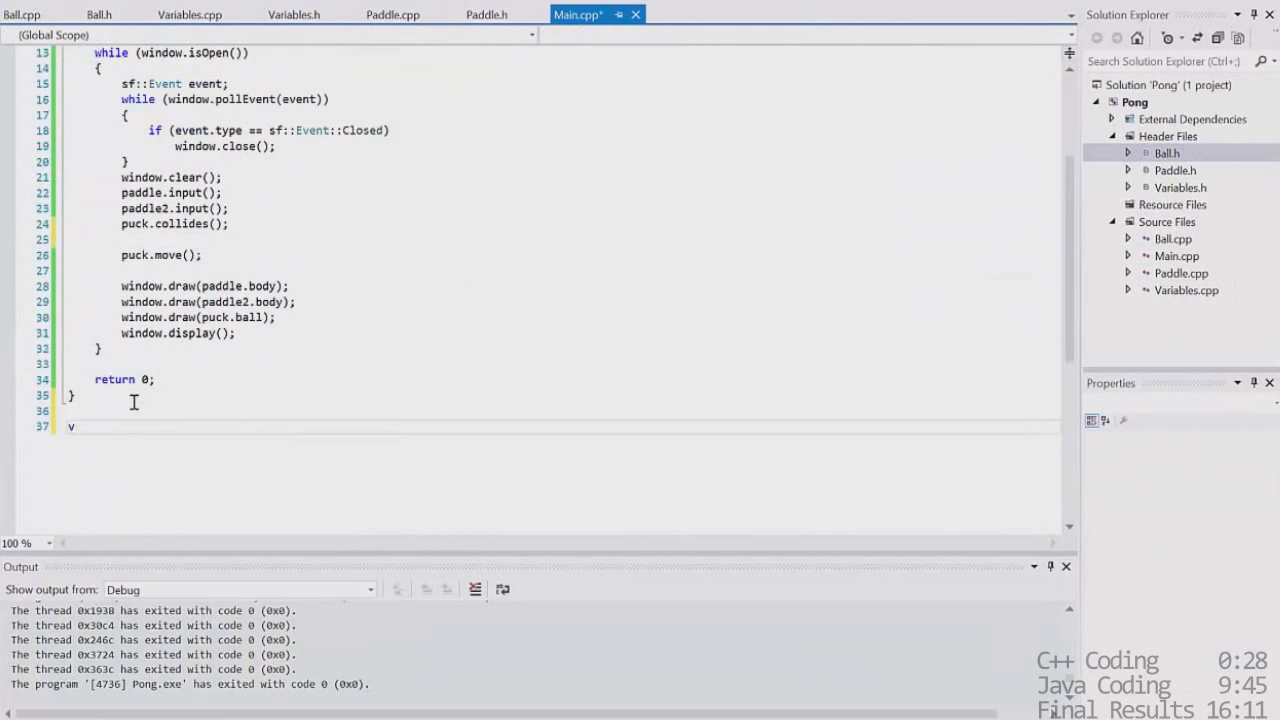 Ball.cpp Ball.h Variables.cpp Variables.h Paddle.cpp Paddle.h Main.cpp*
(Global Scope)
13 while (window.isOpen())
14 {
15 sf::Event event;
16 while (window.pollEvent(event))
17 {
18 if (event.type == sf::Event::Closed)
19 window.close();
20 }
21 window.clear();
22 paddle.input();
23 paddle2.input();
24 puck.collides();
25
26 puck.move();
27
28 window.draw(paddle.body);
29 window.draw(paddle2.body);
30 window.draw(puck.ball);
31 window.display();
32 }
33
34 return 0;
35 }
36
37 v
100 %
Output
Show output from: Debug
The thread 0x1938 has exited with code 0 (0x0).
The thread 0x30c4 has exited with code 0 (0x0).
The thread 0x246c has exited with code 0 (0x0).
The thread 0x3724 has exited with code 0 (0x0).
The thread 0x363c has exited with code 0 (0x0).
The program '[4736] Pong.exe' has exited with code 0 (0x0).
Solution Explorer
Search Solution Explorer (Ctrl+;)
Solution 'Pong' (1 project)
Pong
External Dependencies
Header Files
Ball.h
Paddle.h
Variables.h
Resource Files
Source Files
Ball.cpp
Main.cpp
Paddle.cpp
Variables.cpp
Properties
C++ Coding 0:28
Java Coding 9:45
Final Results 16:11